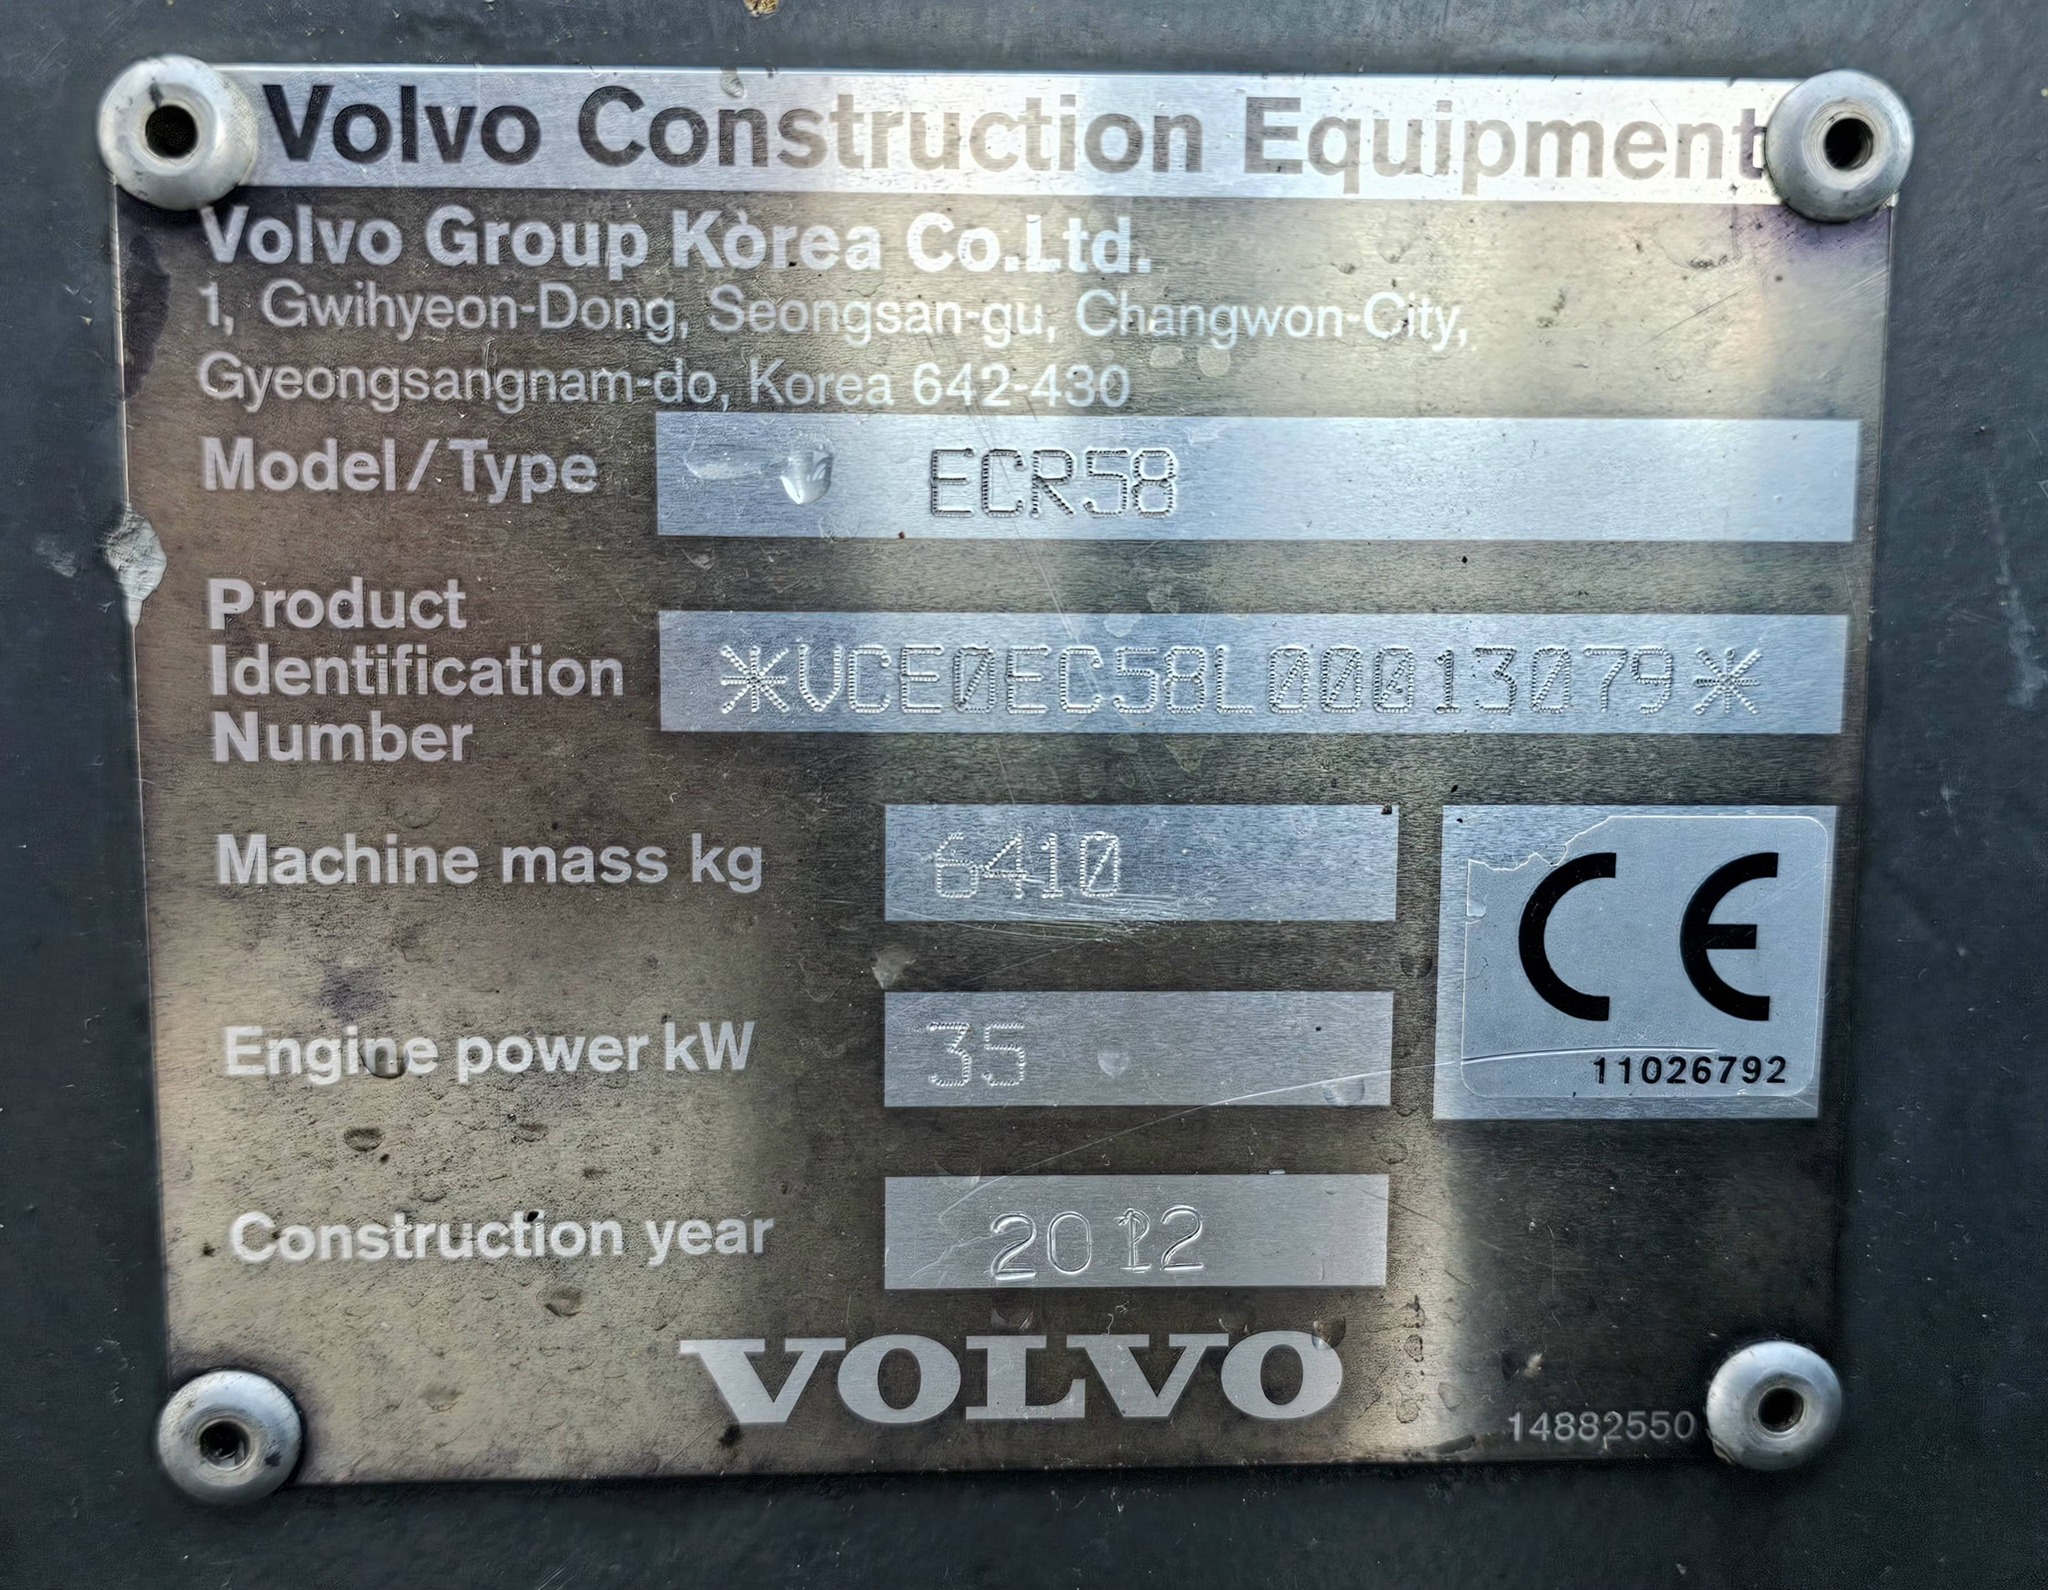 Volvo Construction Equipment
Volvo Group Korea Co.Ltd.
1, Gwihyeon-Dong, Seongsan-gu, Changwon-City,
Gyeongsangnam-do, Korea 642-430
Model/Type ECR58
Product
Identification
Number
*VCE0EC58L00013079*
Machine mass kg 6410
CE
Engine power kW 35
11026792
Construction year 2012
VOLVO
14882550